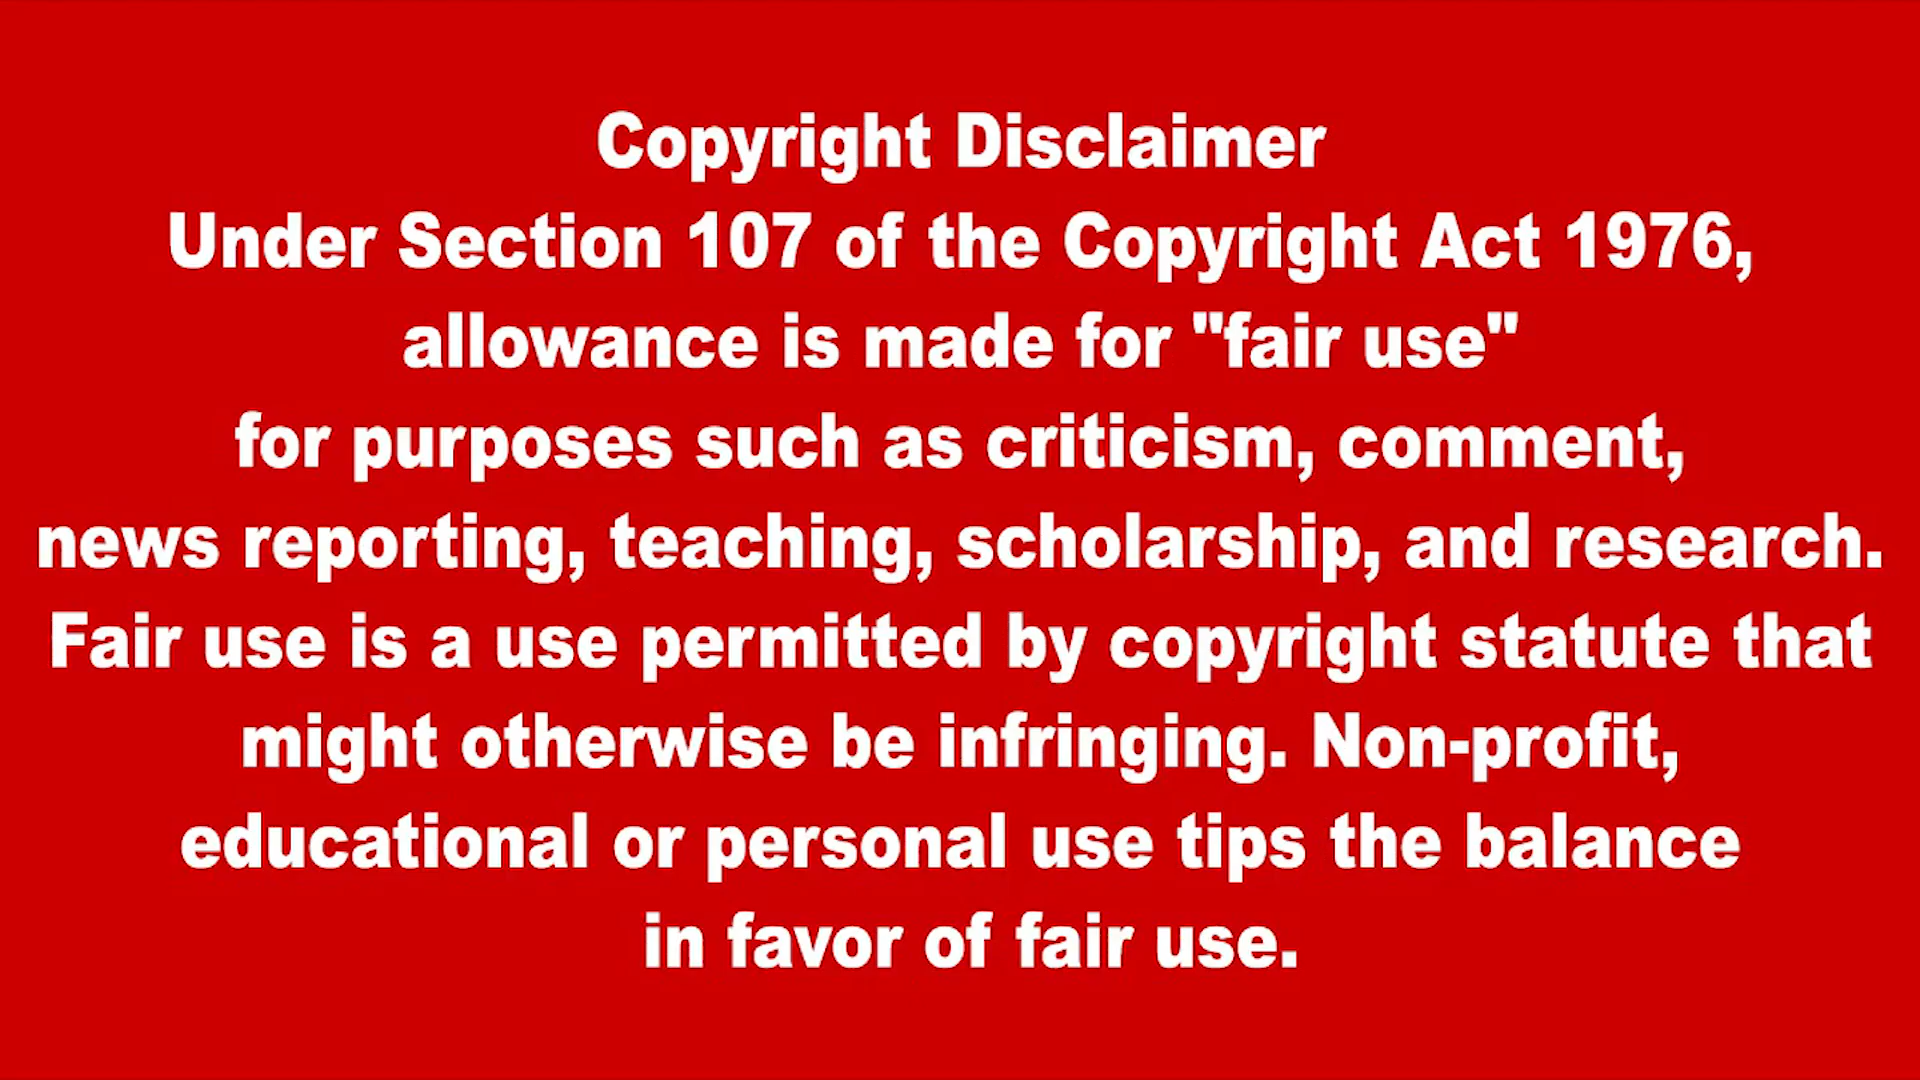 Copyright Disclaimer
Under Section 107 of the Copyright Act 1976,
allowance is made for "fair use"
for purposes such as criticism, comment,
news reporting, teaching, scholarship, and research.
Fair use is a use permitted by copyright statute that
might otherwise be infringing. Non-profit,
educational or personal use tips the balance
in favor of fair use.